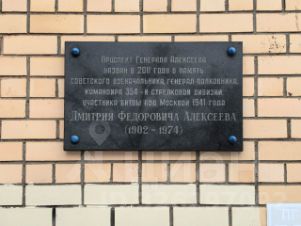 Проспект Генерала Алексеева
назван в 2011 году в память
советского военачальника, генерал-полковника,
командира 354-й стрелковой дивизии
участника битвы под Москвой 1941 года
Дмитрия Федоровича Алексеева
(1902 - 1974)